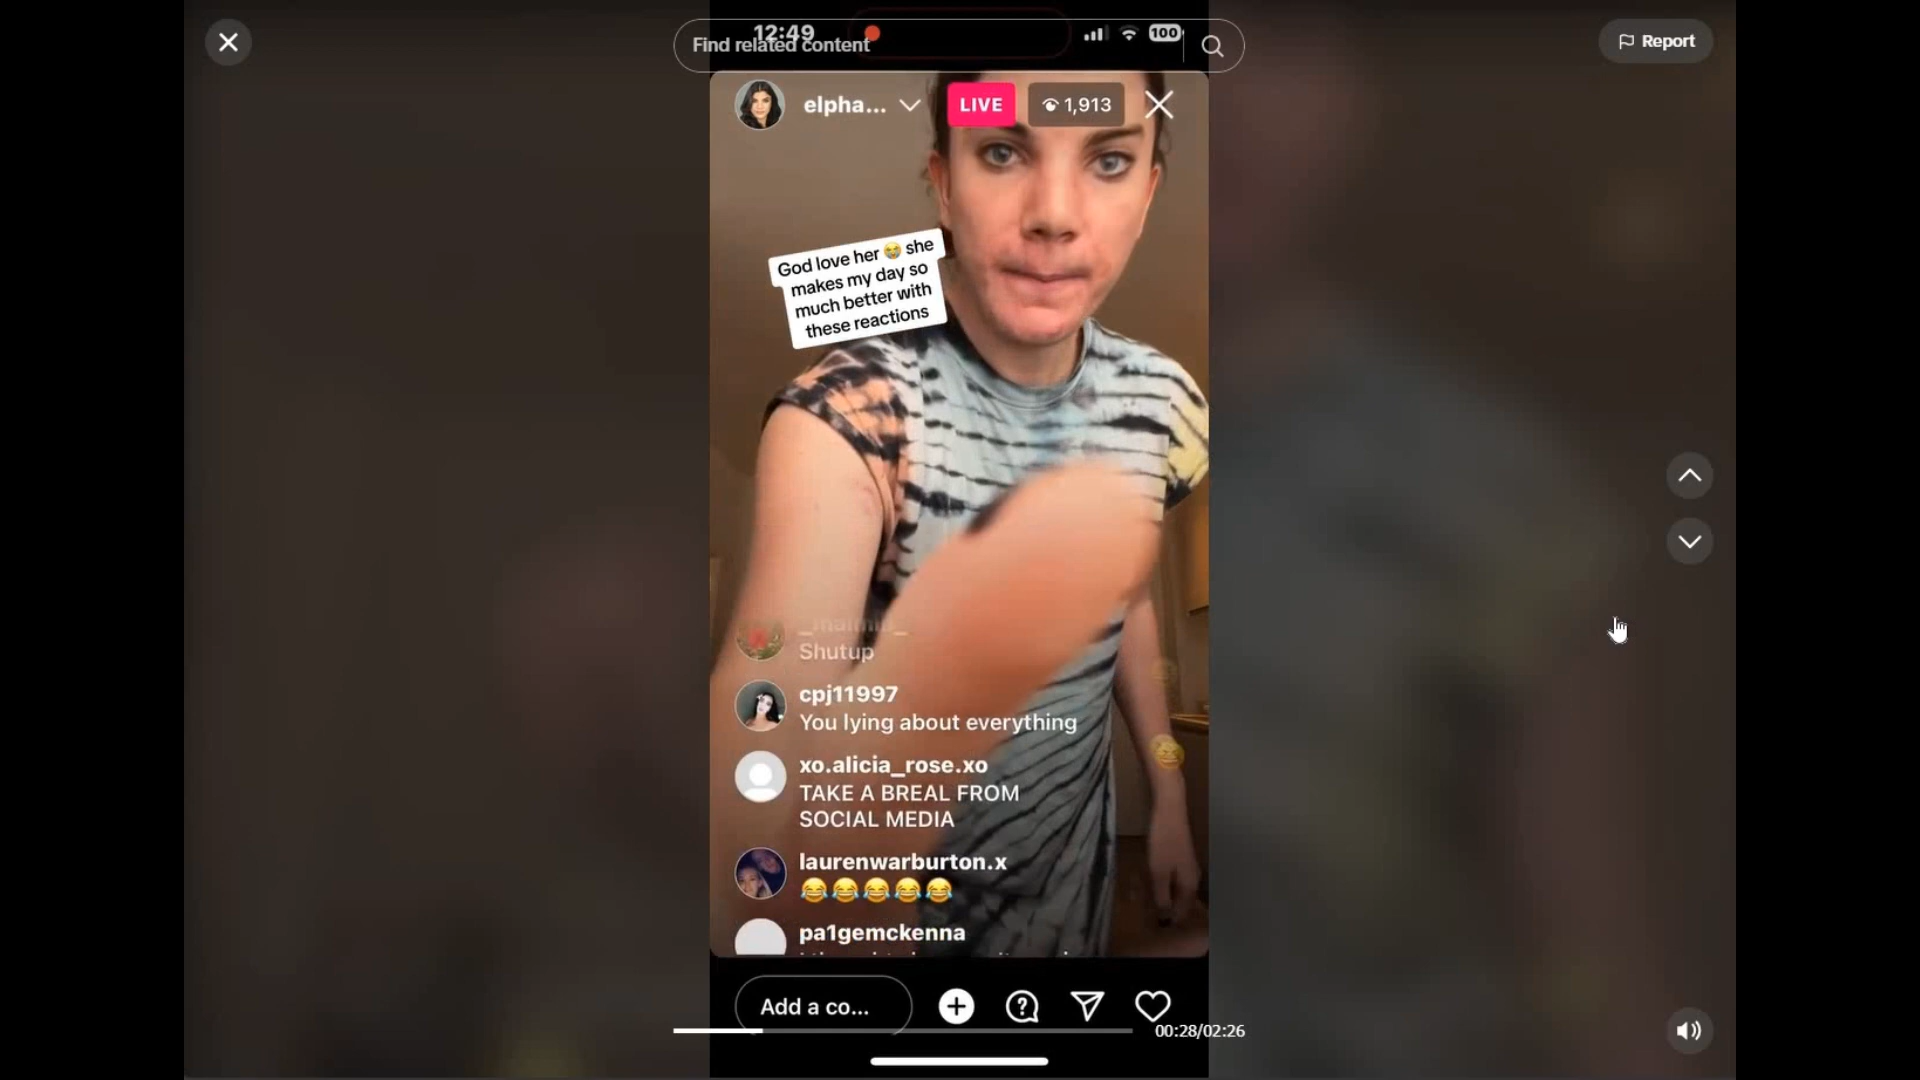 12:49
100
Find related content
Report
elpha...
LIVE
1,913
God love her 😂 she
makes my day so
much better with
these reactions
Shutup
cpj11997
You lying about everything
xo.alicia_rose.xo
TAKE A BREAL FROM
SOCIAL MEDIA
laurenwarburton.x
😂😂😂😂😂
pa1gemckenna
Add a co...
00:28/02:26